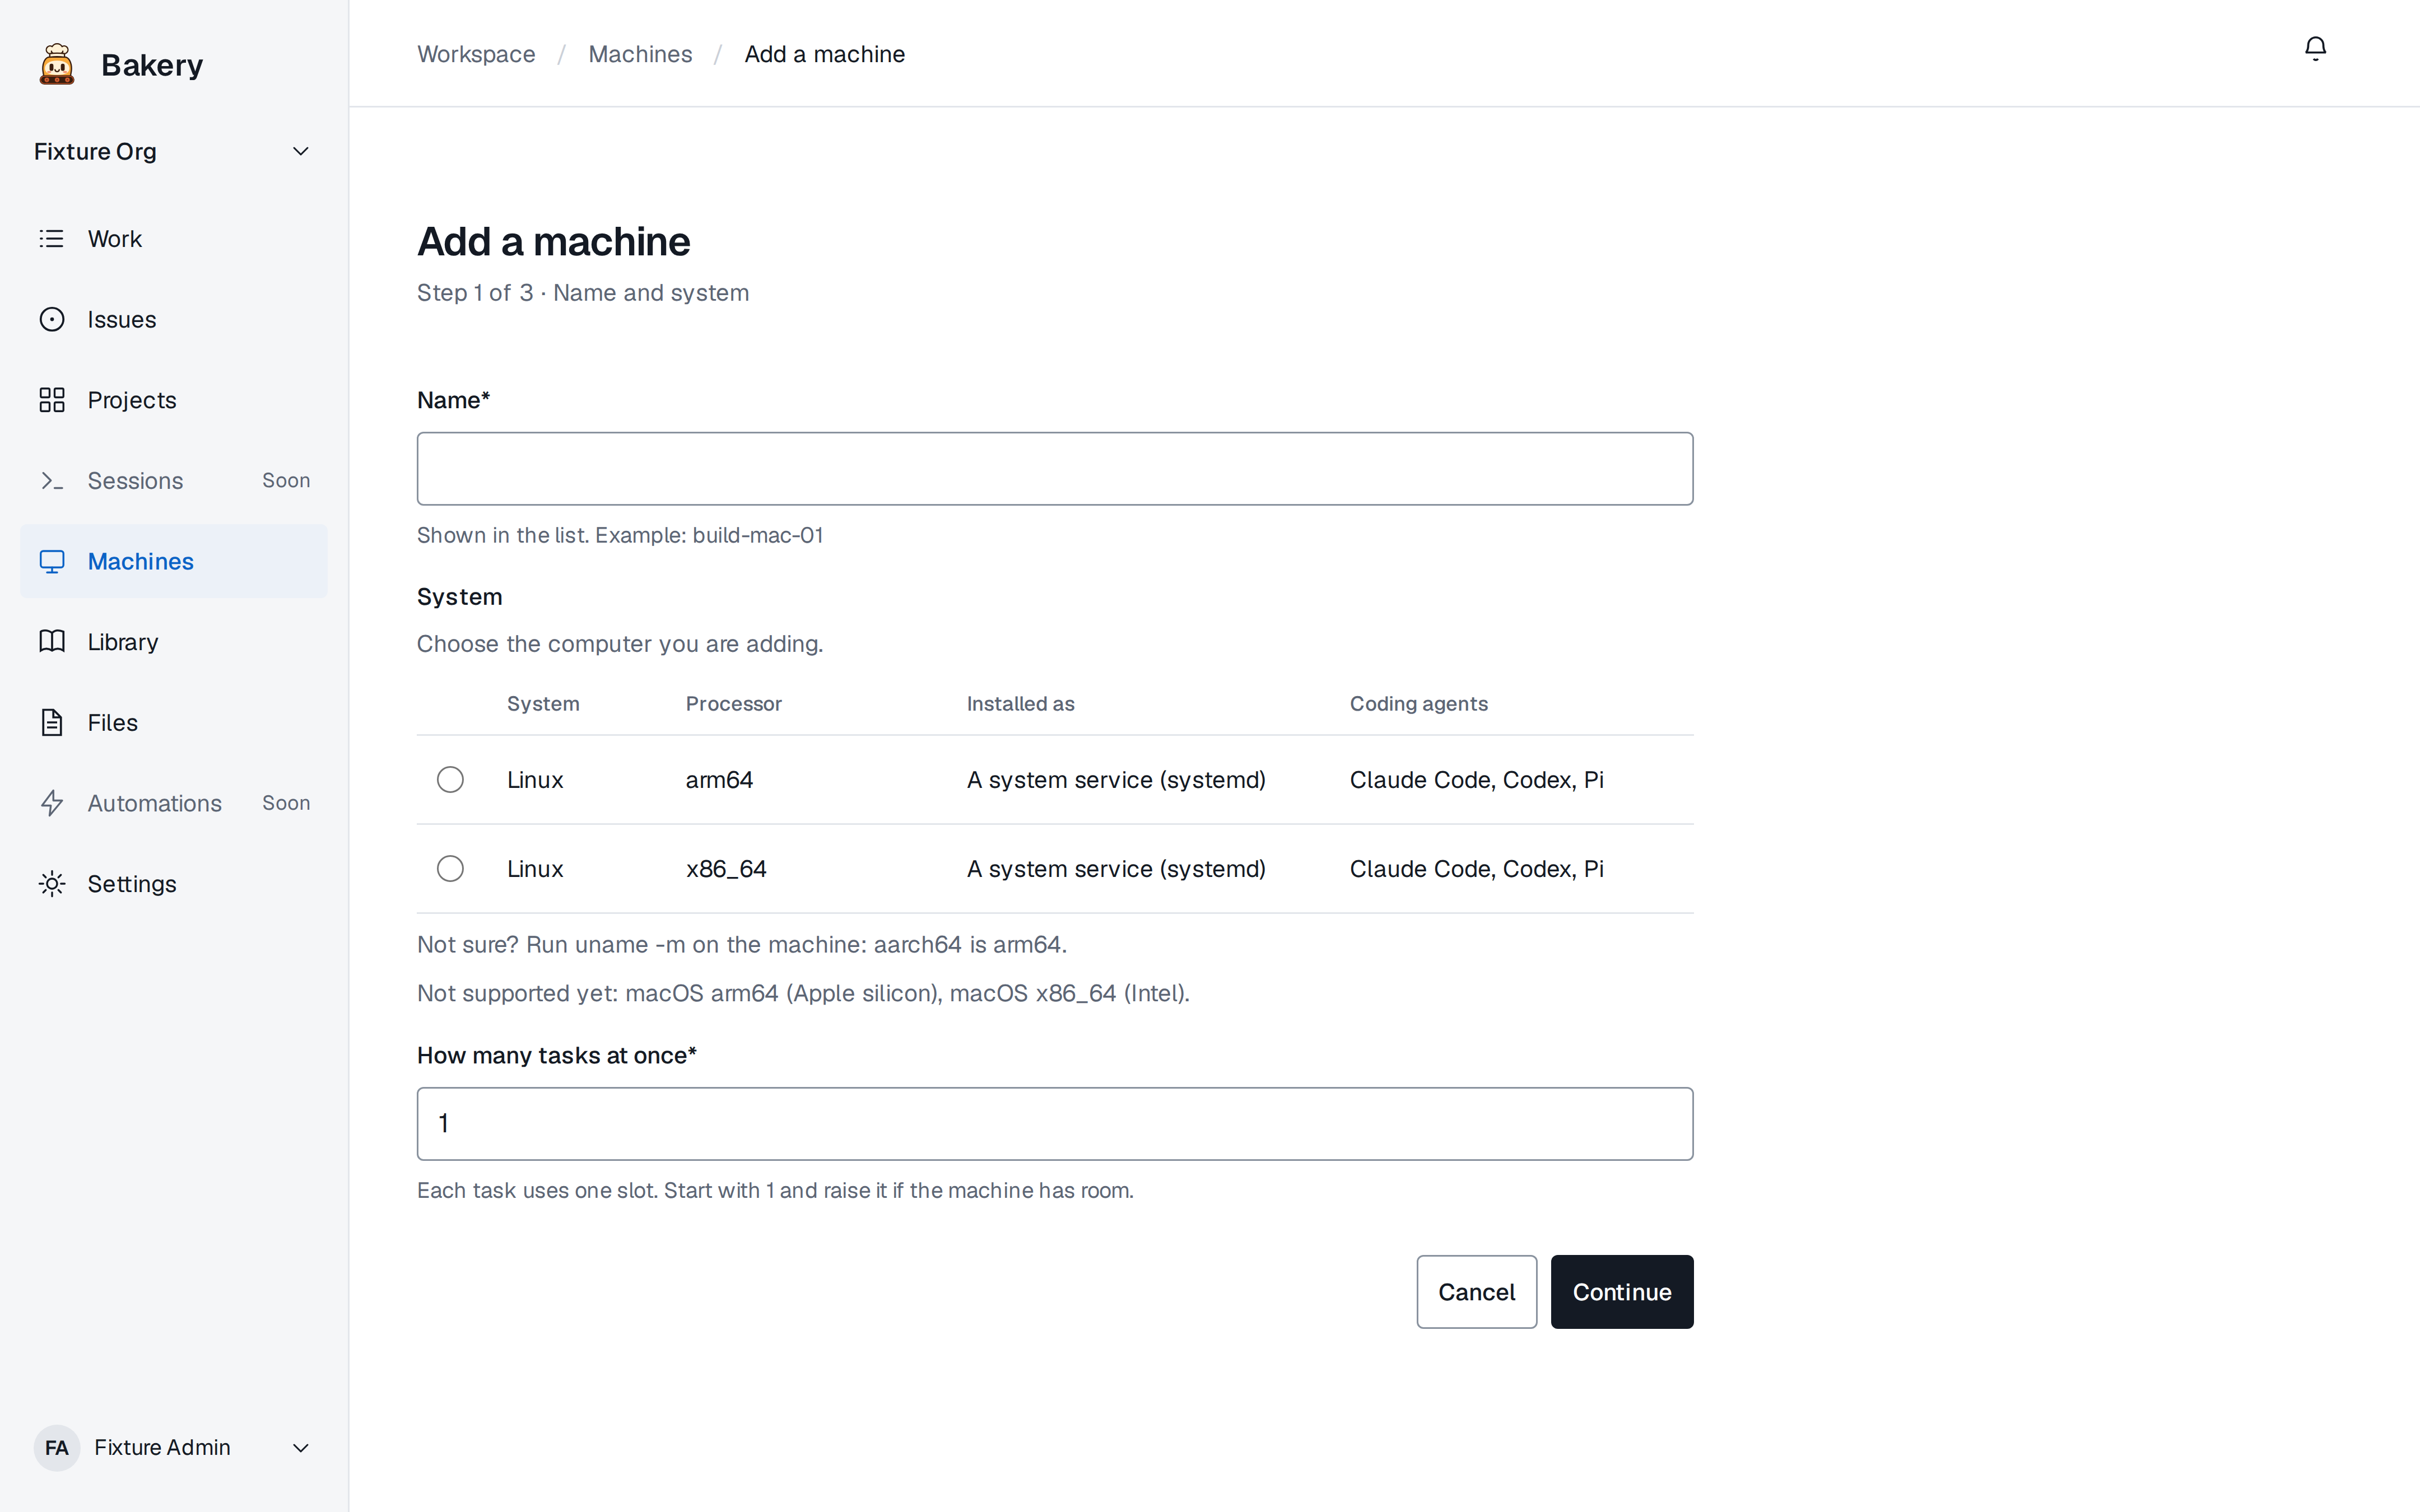 Bakery
Fixture Org
Work
Issues
Projects
Sessions Soon
Machines
Library
Files
Automations Soon
Settings
FA Fixture Admin
Workspace / Machines / Add a machine
Add a machine
Step 1 of 3 · Name and system
Name*
Shown in the list. Example: build-mac-01
System
Choose the computer you are adding.
System Processor Installed as Coding agents
Linux arm64 A system service (systemd) Claude Code, Codex, Pi
Linux x86_64 A system service (systemd) Claude Code, Codex, Pi
Not sure? Run uname -m on the machine: aarch64 is arm64.
Not supported yet: macOS arm64 (Apple silicon), macOS x86_64 (Intel).
How many tasks at once*
1
Each task uses one slot. Start with 1 and raise it if the machine has room.
Cancel Continue